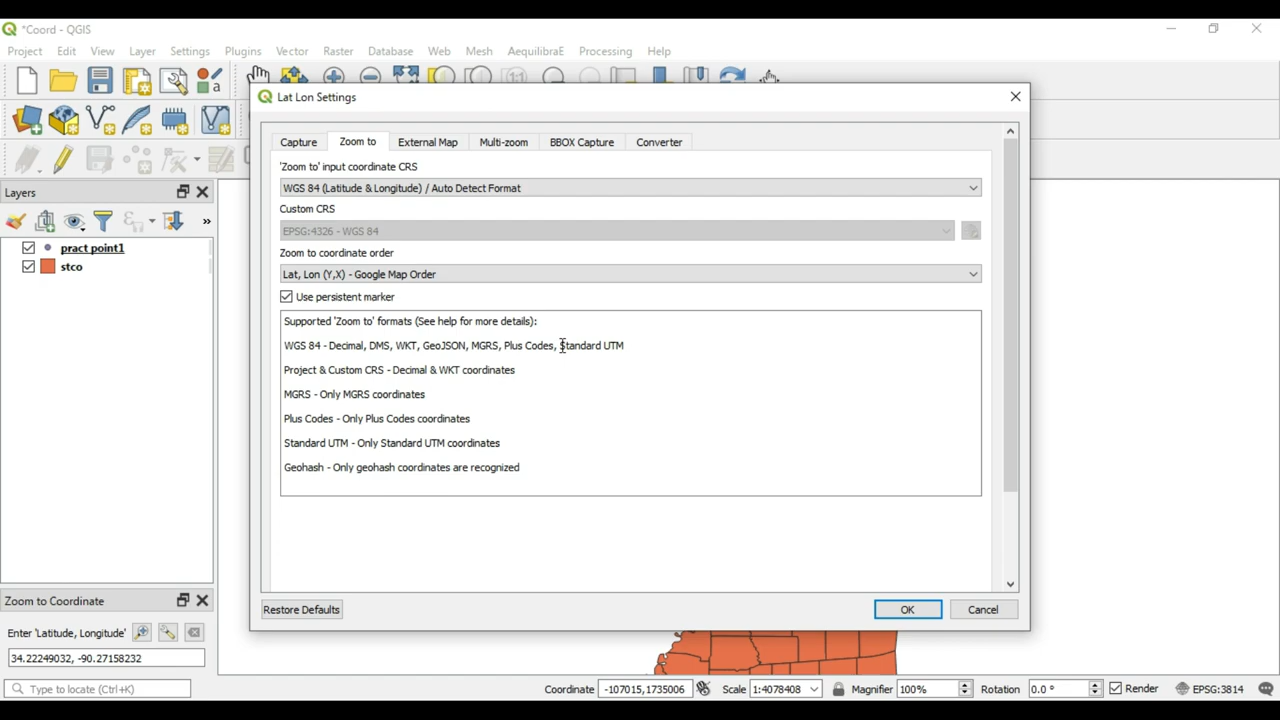 *Coord - QGIS
Project Edit View Layer Settings Plugins Vector Raster Database Web Mesh AequilibraE Processing Help
Lat Lon Settings
Capture Zoom to External Map Multi-zoom BBOX Capture Converter
'Zoom to' input coordinate CRS
WGS 84 (Latitude & Longitude) / Auto Detect Format
Custom CRS
EPSG:4326 - WGS 84
Zoom to coordinate order
Lat, Lon (Y,X) - Google Map Order
Use persistent marker
Supported 'Zoom to' formats (See help for more details):
WGS 84 - Decimal, DMS, WKT, GeoJSON, MGRS, Plus Codes, Standard UTM
Project & Custom CRS - Decimal & WKT coordinates
MGRS - Only MGRS coordinates
Plus Codes - Only Plus Codes coordinates
Standard UTM - Only Standard UTM coordinates
Geohash - Only geohash coordinates are recognized
Restore Defaults OK Cancel
Layers
pract point1
stco
Zoom to Coordinate
Enter 'Latitude, Longitude'
34.22249032, -90.27158232
Type to locate (Ctrl+K) Coordinate -107015,1735006 Scale 1:4078408 Magnifier 100% Rotation 0.0 ° Render EPSG:3814